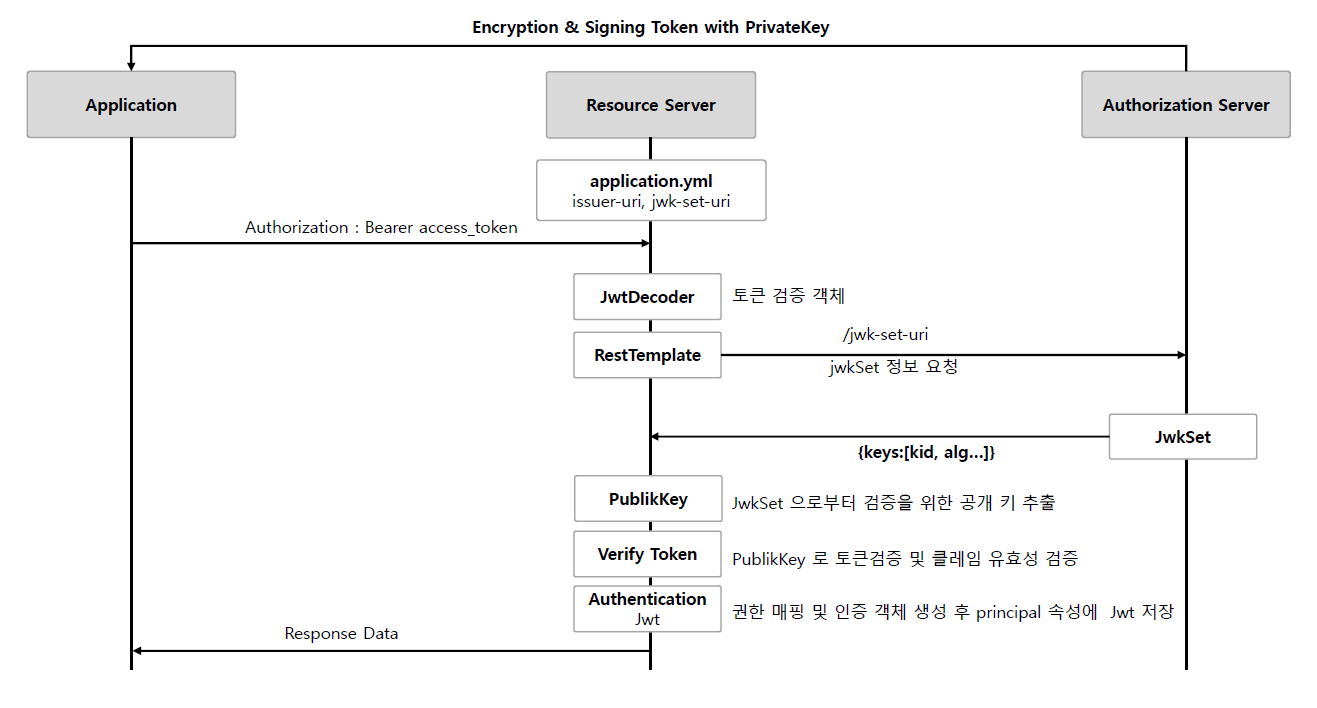 Encryption & Signing Token with PrivateKey
Application
Resource Server
Authorization Server
application.yml
issuer-uri, jwk-set-uri
Authorization : Bearer access_token
JwtDecoder
토큰 검증 객체
/jwk-set-uri
RestTemplate
jwkSet 정보 요청
JwkSet
{keys:[kid, alg...]}
PublikKey
JwkSet 으로부터 검증을 위한 공개 키 추출
Verify Token
PublikKey 로 토큰검증 및 클레임 유효성 검증
Authentication
Jwt
권한 매핑 및 인증 객체 생성 후 principal 속성에 Jwt 저장
Response Data